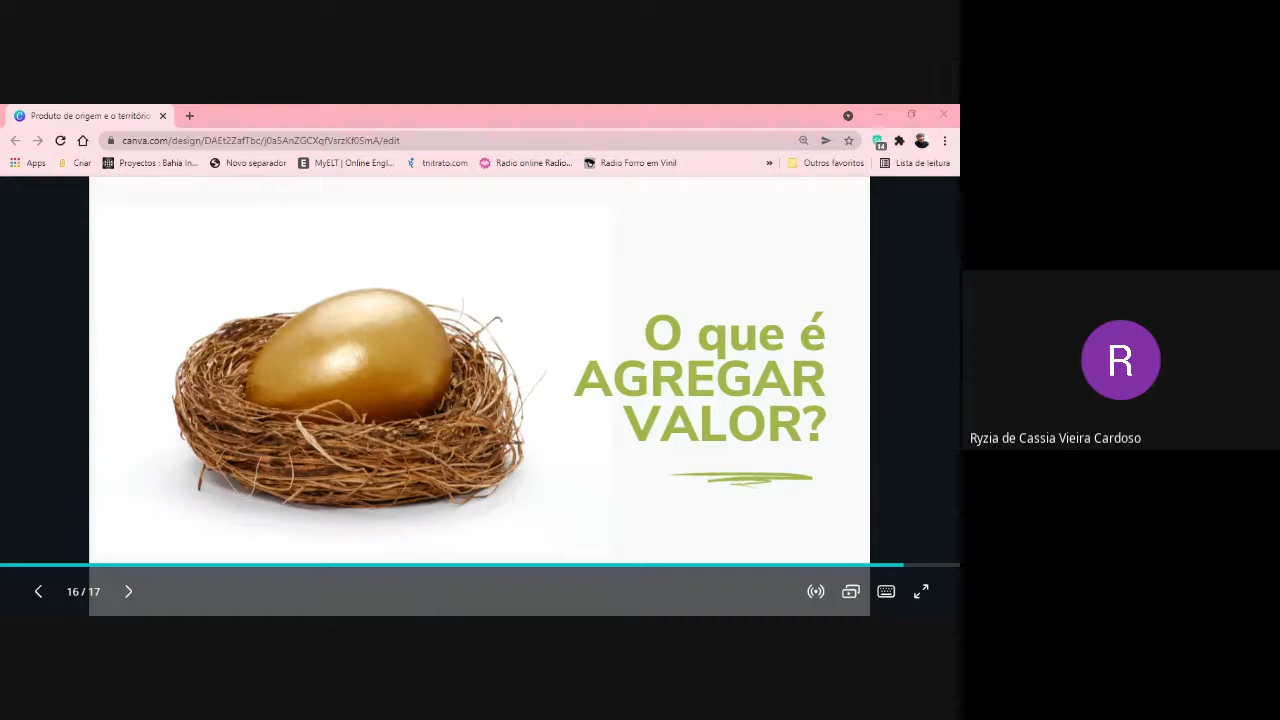 Produto de origem e o território
canva.com/design/DAEt2ZafTbc/j0a5AnZGCXqfVsrzKf0SmA/edit
14
Apps Criar Proyectos : Bahia In... Novo separador MyELT | Online Engl... tnitrato.com Radio online Radio... Radio Forro em Vinil » Outros favoritos Lista de leitura
O que é
AGREGAR
VALOR?
R
Ryzia de Cassia Vieira Cardoso
16 / 17